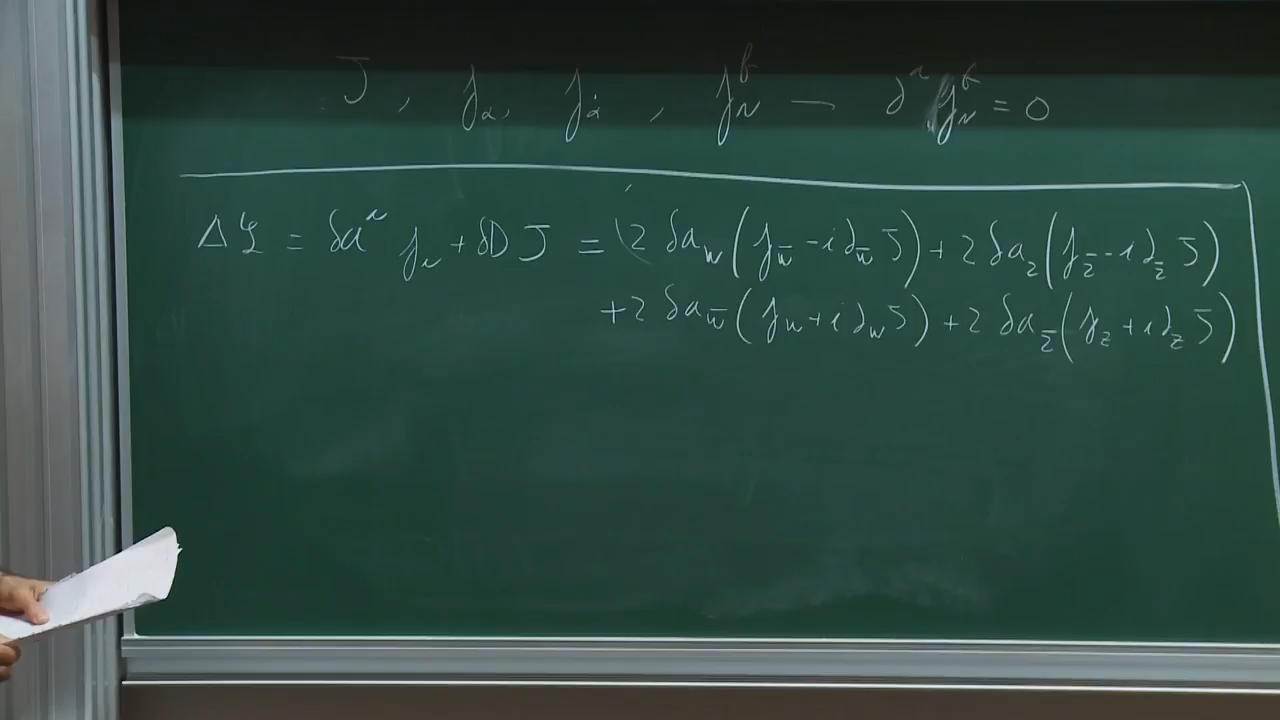 J , j_α, j_α̇ , j_μ^b — ∂^μ j_μ^b = 0
Δℒ = δa^μ j_μ + δD J = 2 δa_w (j_w̄ - i∂_w̄ J) + 2 δa_z (j_z̄ - i∂_z̄ J)
+ 2 δa_w̄ (j_w + i∂_w J) + 2 δa_z̄ (j_z + i∂_z J)